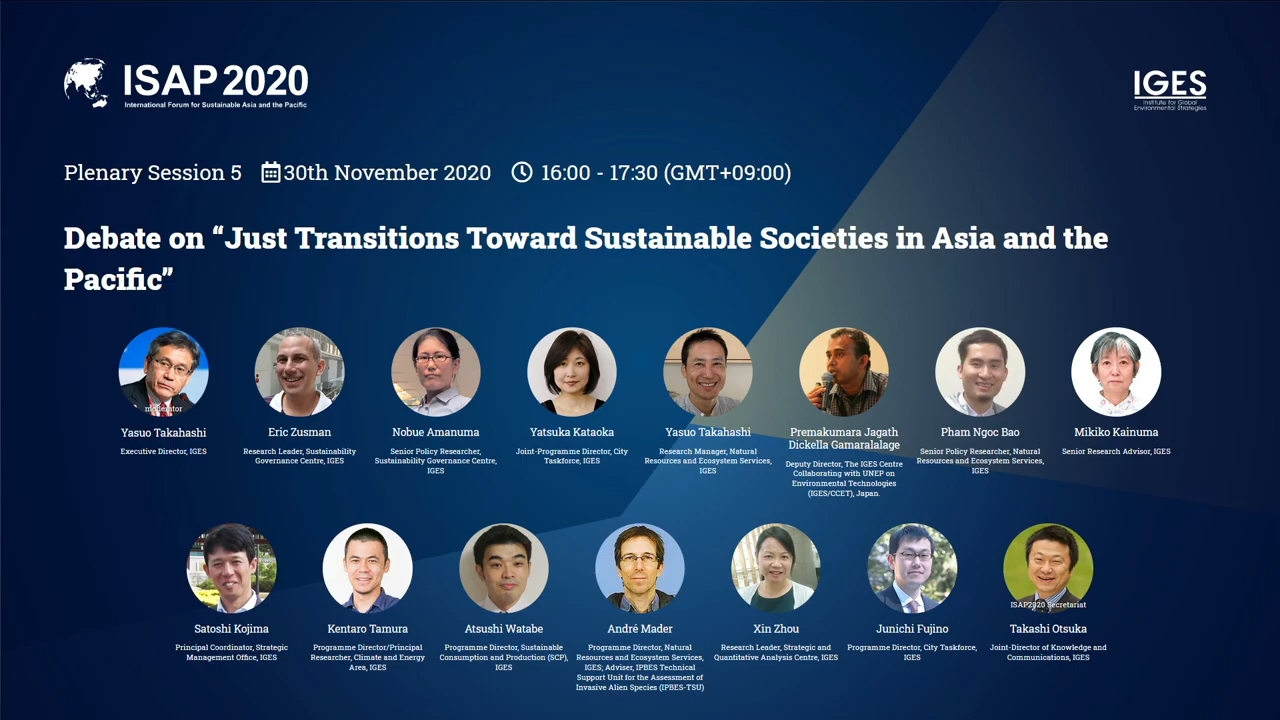 ISAP 2020
International Forum for Sustainable Asia and the Pacific
IGES
Institute for Global
Environmental Strategies
Plenary Session 5 30th November 2020 16:00 - 17:30 (GMT+09:00)
Debate on “Just Transitions Toward Sustainable Societies in Asia and the
Pacific”
moderator
Yasuo Takahashi
Executive Director, IGES
Eric Zusman
Research Leader, Sustainability
Governance Centre, IGES
Nobue Amanuma
Senior Policy Researcher,
Sustainability Governance Centre,
IGES
Yatsuka Kataoka
Joint-Programme Director, City
Taskforce, IGES
Yasuo Takahashi
Research Manager, Natural
Resources and Ecosystem Services,
IGES
Premakumara Jagath
Dickella Gamaralalage
Deputy Director, The IGES Centre
Collaborating with UNEP on
Environmental Technologies
(IGES/CCET), Japan.
Pham Ngoc Bao
Senior Policy Researcher, Natural
Resources and Ecosystem Services,
IGES
Mikiko Kainuma
Senior Research Advisor, IGES
Satoshi Kojima
Principal Coordinator, Strategic
Management Office, IGES
Kentaro Tamura
Programme Director/Principal
Researcher, Climate and Energy
Area, IGES
Atsushi Watabe
Programme Director, Sustainable
Consumption and Production (SCP),
IGES
André Mader
Programme Director, Natural
Resources and Ecosystem Services,
IGES; Adviser, IPBES Technical
Support Unit for the Assessment of
Invasive Alien Species (IPBES-TSU)
Xin Zhou
Research Leader, Strategic and
Quantitative Analysis Centre, IGES
Junichi Fujino
Programme Director, City Taskforce,
IGES
ISAP2020 Secretariat
Takashi Otsuka
Joint-Director of Knowledge and
Communications, IGES